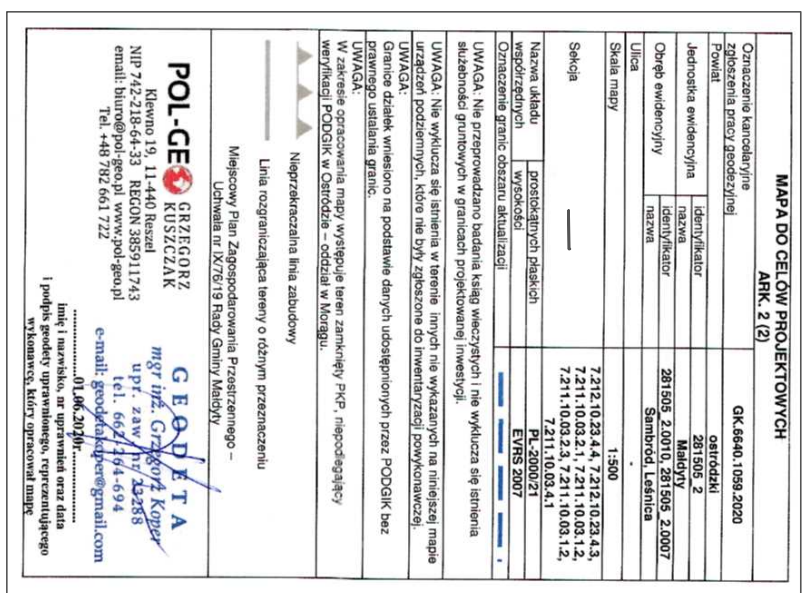 MAPA DO CELÓW PROJEKTOWYCH
ARK. 2 (2)
Oznaczenie kancelaryjne
zgłoszenia pracy geodezyjnej
GK.6640.1059.2020
Powiat
ostródzki
Jednostka ewidencyjna
identyfikator
281505_2
nazwa
Małdyty
Obręb ewidencyjny
identyfikator
281505_2.0010, 281505_2.0007
nazwa
Sambród, Leśnica
Ulica
-
Skala mapy
1:500
Sekcja
7.212.10.23.4.4, 7.212.10.23.4.3,
7.211.10.03.2.1, 7.211.10.03.1.2,
7.211.10.03.2.3, 7.211.10.03.1.2,
7.211.10.03.4.1
Nazwa układu
współrzędnych
prostokątnych płaskich
PL-2000/21
wysokości
EVRS 2007
Oznaczenie granic obszaru aktualizacji
UWAGA: Nie przeprowadzano badania ksiąg wieczystych i nie wyklucza się istnienia
służebności gruntowych w granicach projektowanej inwestycji.
UWAGA: Nie wyklucza się istnienia w terenie innych nie wykazanych na niniejszej mapie
urządzeń podziemnych, które nie były zgłoszone do inwentaryzacji powykonawczej.
UWAGA:
Granice działek wniesiono na podstawie danych udostępnionych przez PODGIK bez
prawnego ustalania granic.
UWAGA:
W zakresie opracowania mapy występuje teren zamknięty PKP, niepodlegający
weryfikacji PODGIK w Ostródzie – oddział w Morągu.
Nieprzekraczalna linia zabudowy
Linia rozgraniczająca tereny o różnym przeznaczeniu
Miejscowy Plan Zagospodarowania Przestrzennego –
Uchwała nr IX/76/19 Rady Gminy Małdyty
POL-GEO
GRZEGORZ
KUSZCZAK
Klewno 19, 11-440 Reszel
NIP 742-218-64-33 REGON 385911743
email: biuro@pol-geo.pl www.pol-geo.pl
Tel. +48 782 661 722
GEODETA
mgr inż. Grzegorz Koper
upr. zaw. nr 23288
tel. 662-264-694
e-mail: geodetakoper@gmail.com
01.06.2020r.
imię i nazwisko, nr uprawnień oraz data
i podpis geodety uprawnionego, reprezentującego
wykonawcę, który opracował mapę